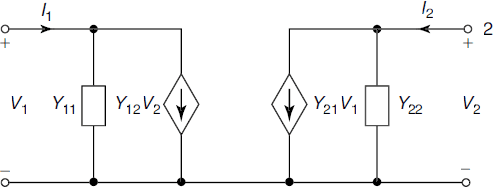 I1 I2
+ + 2
V1 Y11 Y12V2 Y21V1 Y22 V2
− −